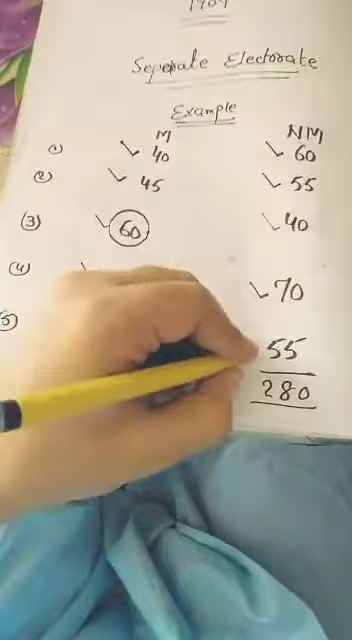 1909
Seperate Electorate
Example
M NM
(1) 40 60
(2) 45 55
(3) 60 40
(4) 70
(5) 55
280